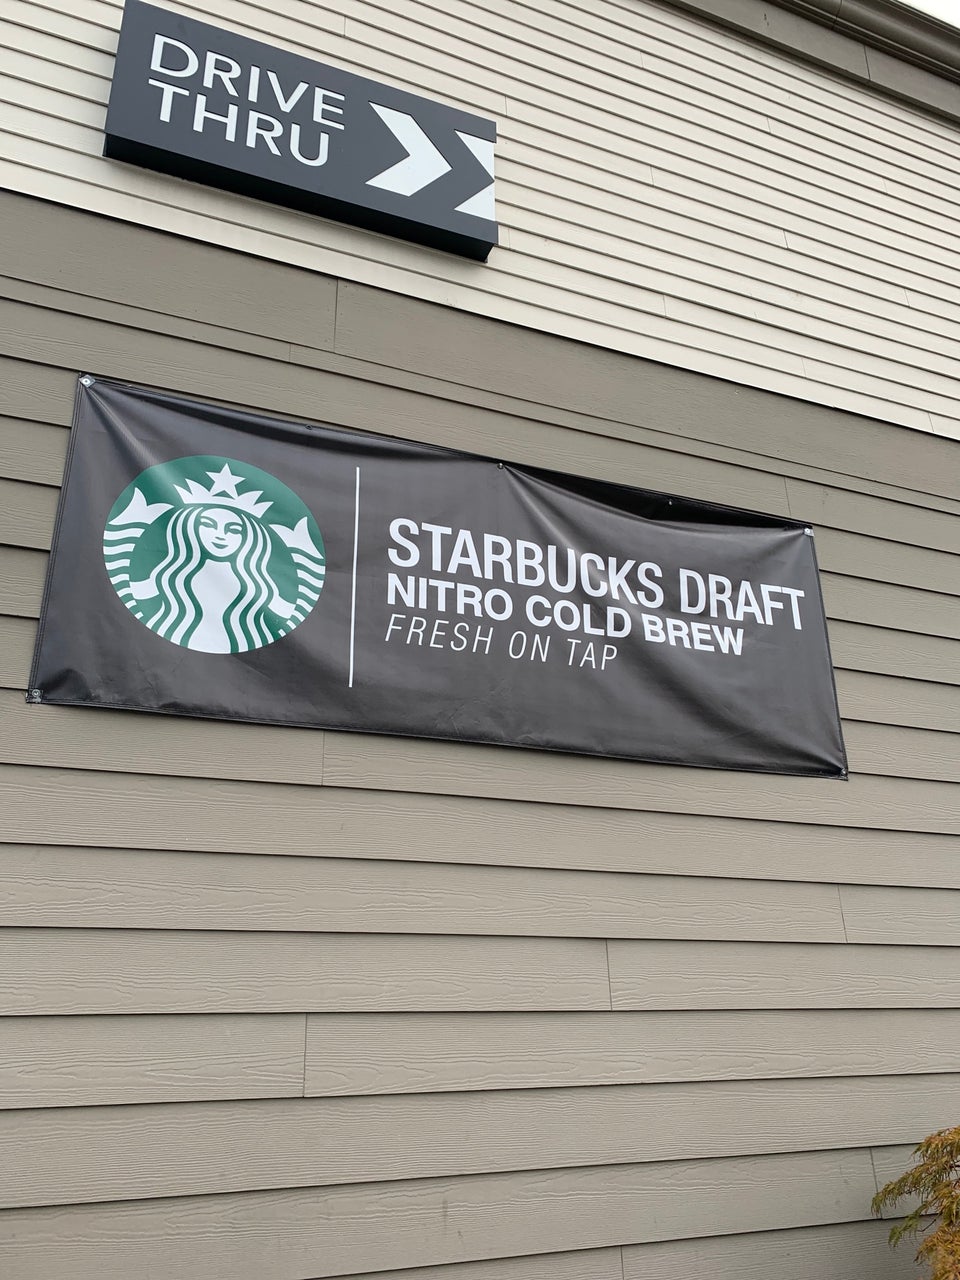 DRIVE
THRU
STARBUCKS DRAFT
NITRO COLD BREW
FRESH ON TAP